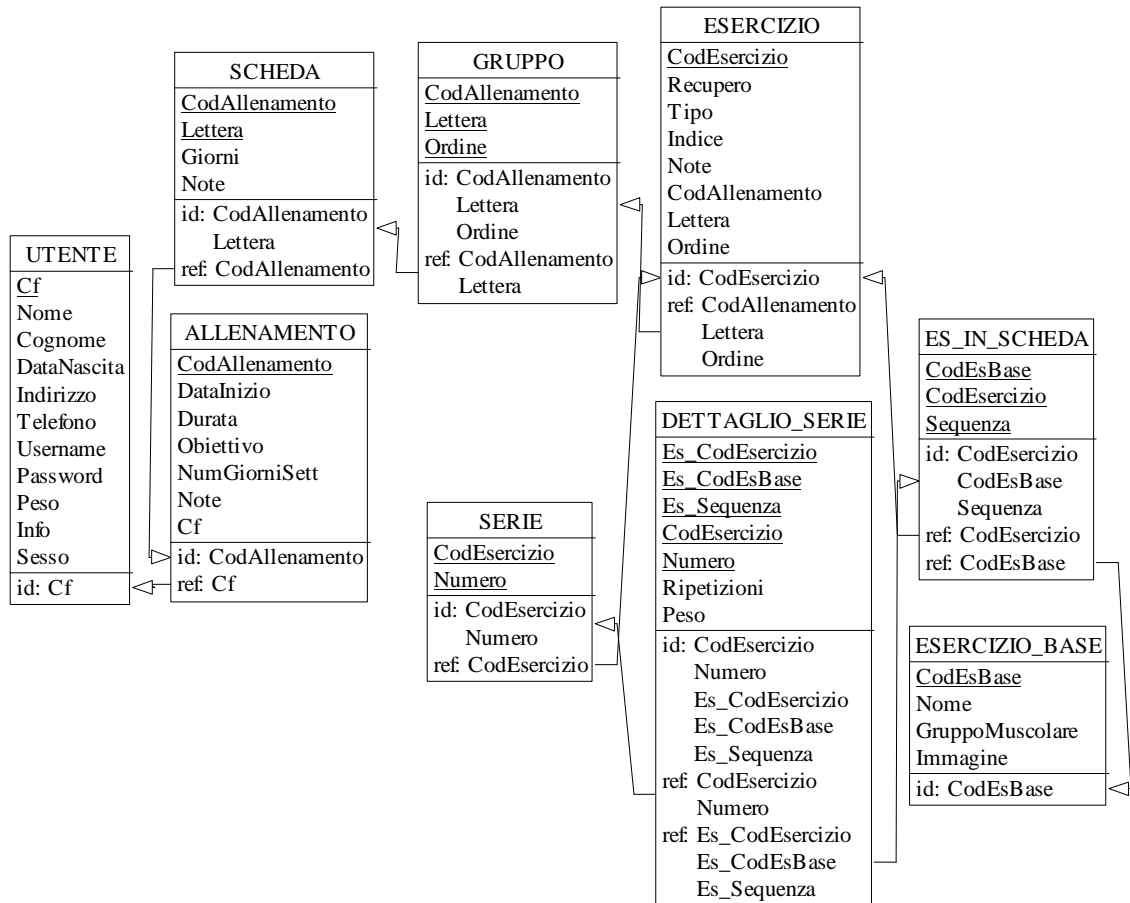 SCHEDA
CodAllenamento
Lettera
Giorni
Note
id: CodAllenamento
Lettera
ref: CodAllenamento
GRUPPO
CodAllenamento
Lettera
Ordine
id: CodAllenamento
Lettera
Ordine
ref: CodAllenamento
Lettera
ESERCIZIO
CodEsercizio
Recupero
Tipo
Indice
Note
CodAllenamento
Lettera
Ordine
id: CodEsercizio
ref: CodAllenamento
Lettera
Ordine
UTENTE
Cf
Nome
Cognome
DataNascita
Indirizzo
Telefono
Username
Password
Peso
Info
Sesso
id: Cf
ALLENAMENTO
CodAllenamento
DataInizio
Durata
Obiettivo
NumGiorniSett
Note
Cf
id: CodAllenamento
ref: Cf
SERIE
CodEsercizio
Numero
id: CodEsercizio
Numero
ref: CodEsercizio
DETTAGLIO_SERIE
Es_CodEsercizio
Es_CodEsBase
Es_Sequenza
CodEsercizio
Numero
Ripetizioni
Peso
id: CodEsercizio
Numero
Es_CodEsercizio
Es_CodEsBase
Es_Sequenza
ref: CodEsercizio
Numero
ref: Es_CodEsercizio
Es_CodEsBase
Es_Sequenza
ES_IN_SCHEDA
CodEsBase
CodEsercizio
Sequenza
id: CodEsercizio
CodEsBase
Sequenza
ref: CodEsercizio
ref: CodEsBase
ESERCIZIO_BASE
CodEsBase
Nome
GruppoMuscolare
Immagine
id: CodEsBase